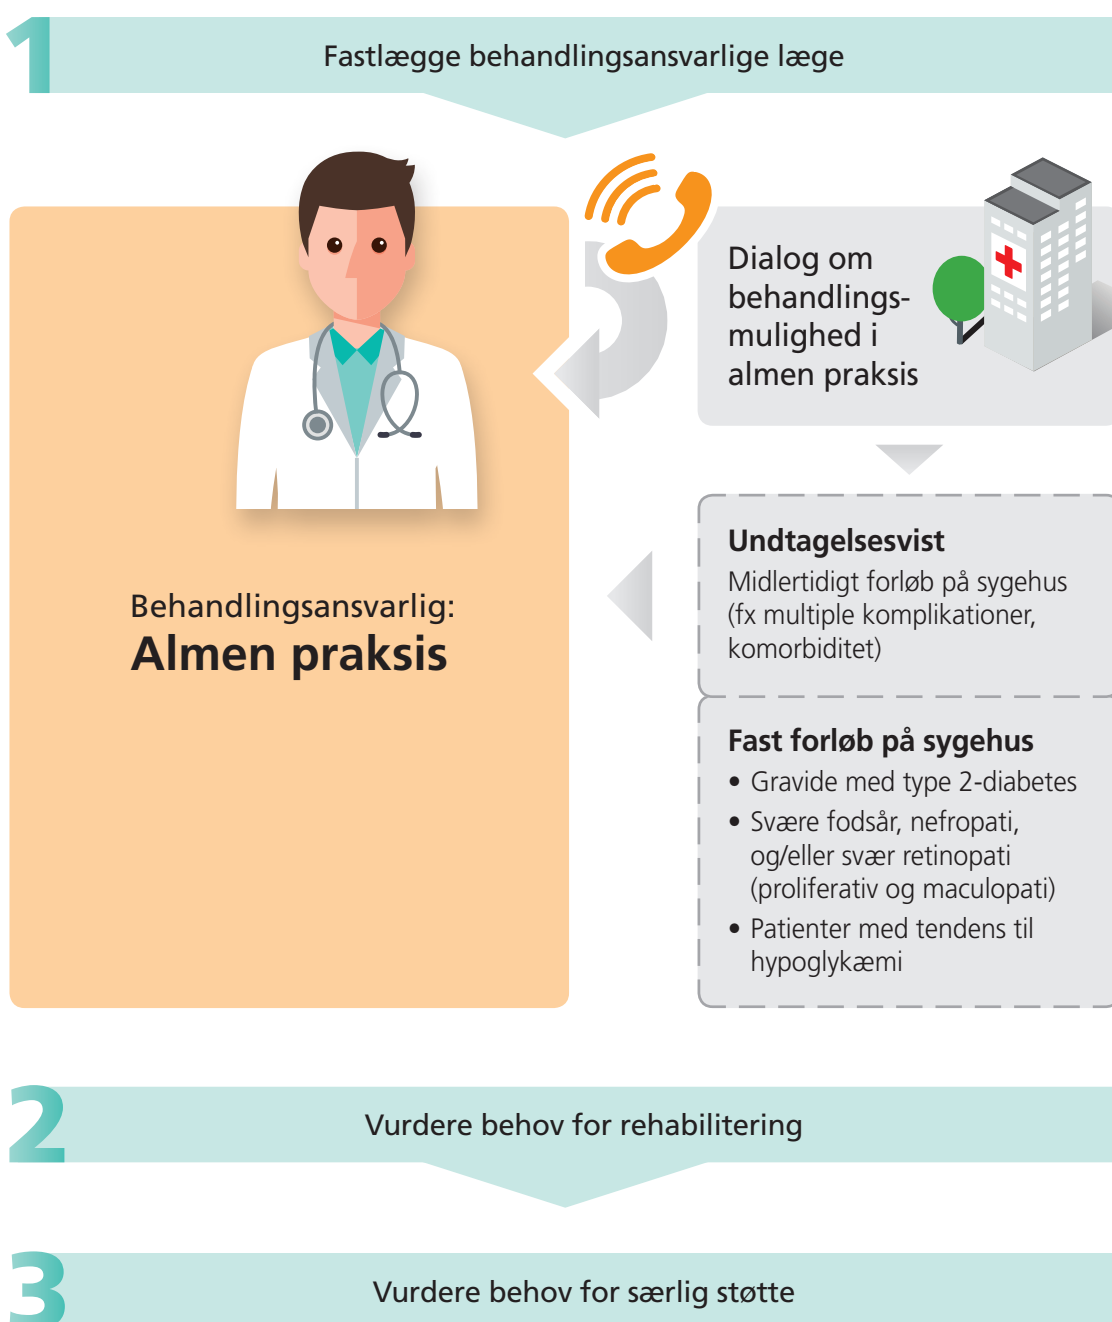 1
Fastlægge behandlingsansvarlige læge
Dialog om
behandlings-
mulighed i
almen praksis
Behandlingsansvarlig:
Almen praksis
Undtagelsesvist
Midlertidigt forløb på sygehus
(fx multiple komplikationer,
komorbiditet)
Fast forløb på sygehus
• Gravide med type 2-diabetes
• Svære fodsår, nefropati,
og/eller svær retinopati
(proliferativ og maculopati)
• Patienter med tendens til
hypoglykæmi
2
Vurdere behov for rehabilitering
3
Vurdere behov for særlig støtte